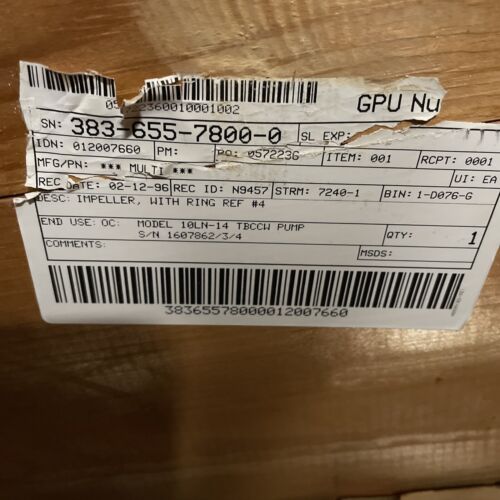 GPU Nu
SN: 383-655-7800-0 SL EXP:
IDN: 012007660 PM: PO: 0572236 ITEM: 001 RCPT: 0001
MFG/PN: *** MULTI *** UI: EA
REC DATE: 02-12-96 REC ID: N9457 STRM: 7240-1 BIN: 1-D076-G
DESC: IMPELLER, WITH RING REF #4
END USE: OC: MODEL 10LN-14 TBCCW PUMP
S/N 1607862/3/4 QTY: 1
COMMENTS: MSDS:
38365578000012007660